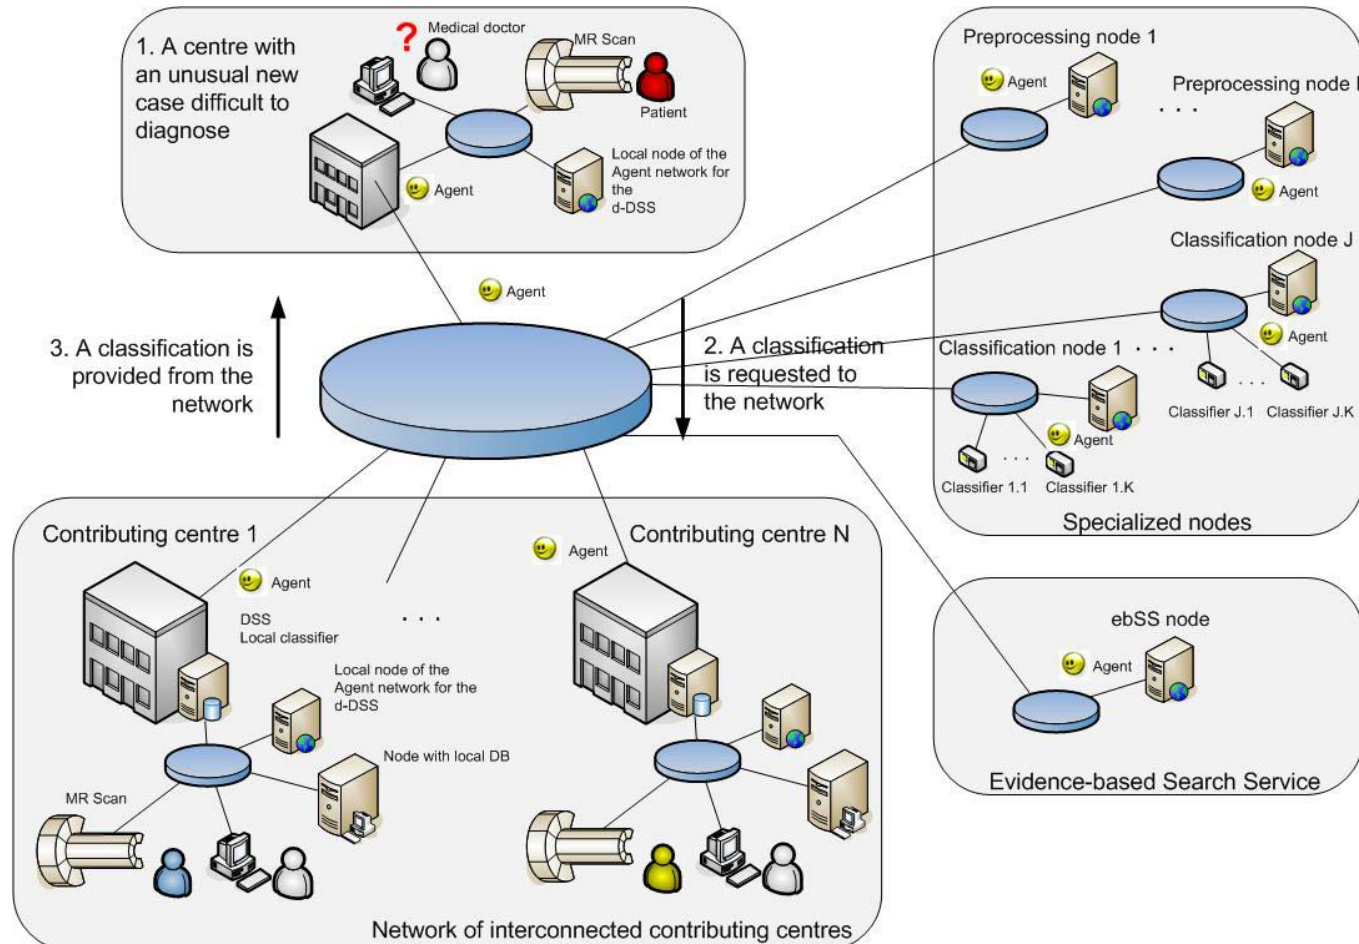 1. A centre with
an unusual new
case difficult to
diagnose
?
Medical doctor
MR Scan
Patient
Agent
Local node of the
Agent network for
the
d-DSS
Preprocessing node 1
Agent
. . .
Preprocessing node
Agent
Classification node J
Agent
Classifier J.1
. . .
Classifier J.K
Classification node 1
. . .
Agent
. . .
Classifier 1.1
Classifier 1.K
Specialized nodes
Agent
3. A classification is
provided from the
network
2. A classification
is requested to
the network
Contributing centre 1
Agent
DSS
Local classifier
Local node of the
Agent network for the
d-DSS
Node with local DB
MR Scan
. . .
Contributing centre N
Agent
Network of interconnected contributing centres
ebSS node
Agent
Evidence-based Search Service